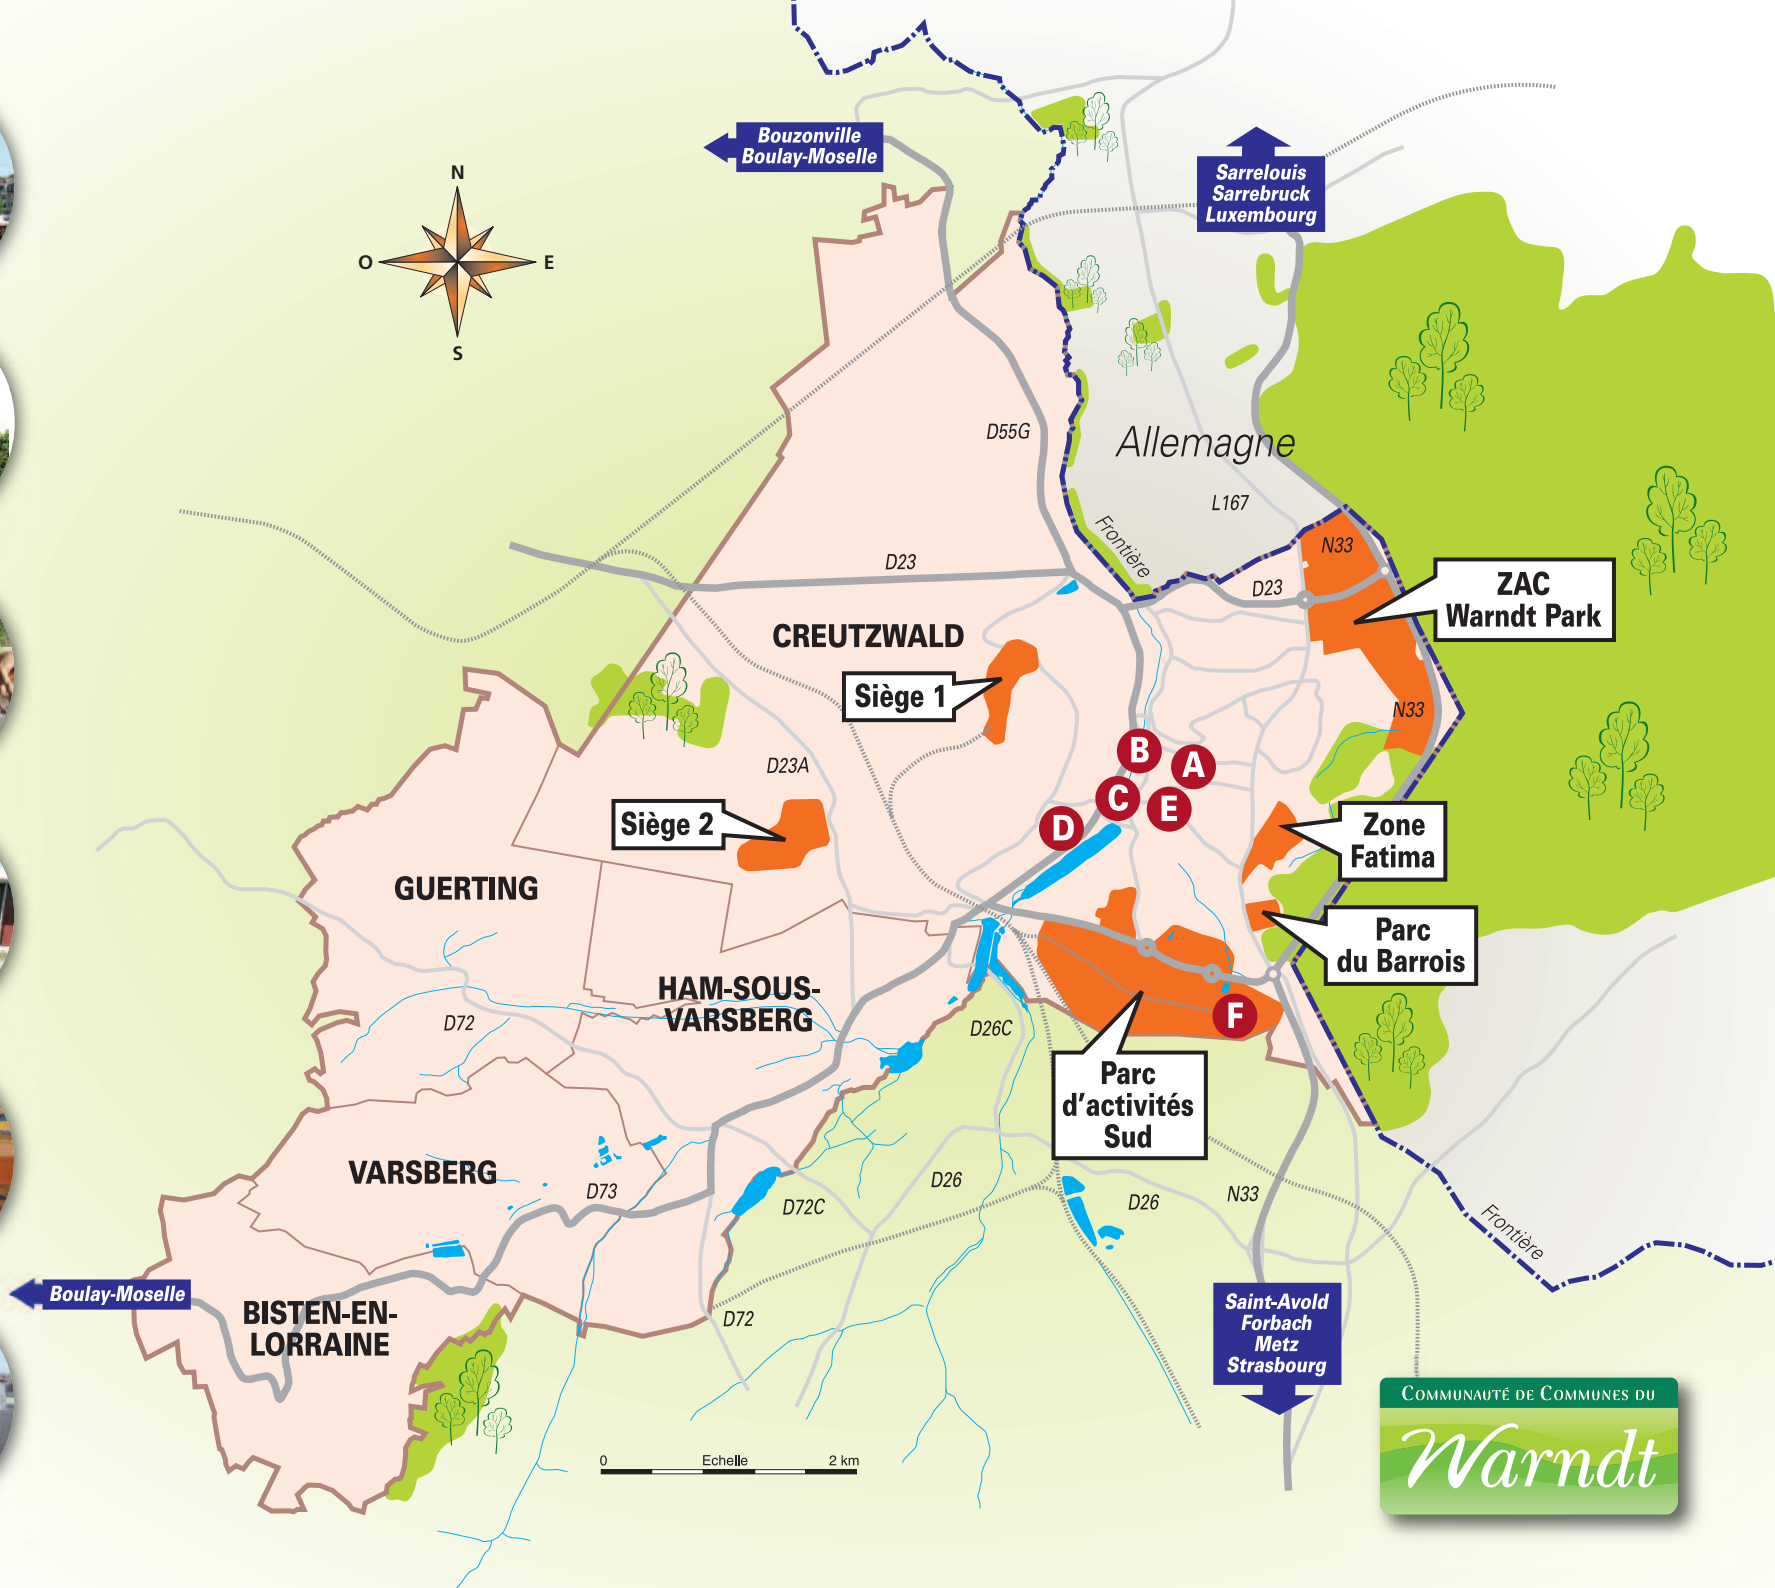 Bouzonville
Boulay-Moselle
N
O
E
S
Sarrelouis
Sarrebruck
Luxembourg
D55G
Allemagne
L167
Frontière
N33
D23
D23
ZAC
Warndt Park
CREUTZWALD
Siège 1
N33
B
A
D23A
C
E
Siège 2
D
Zone
Fatima
GUERTING
Parc
du Barrois
HAM-SOUS-
VARSBERG
D72
D26C
F
Parc
d'activités
Sud
VARSBERG
D73
D72C
D26
D26
N33
Frontière
Boulay-Moselle
BISTEN-EN-
LORRAINE
D72
Saint-Avold
Forbach
Metz
Strasbourg
COMMUNAUTÉ DE COMMUNES DU
Warndt
0 Echelle 2 km